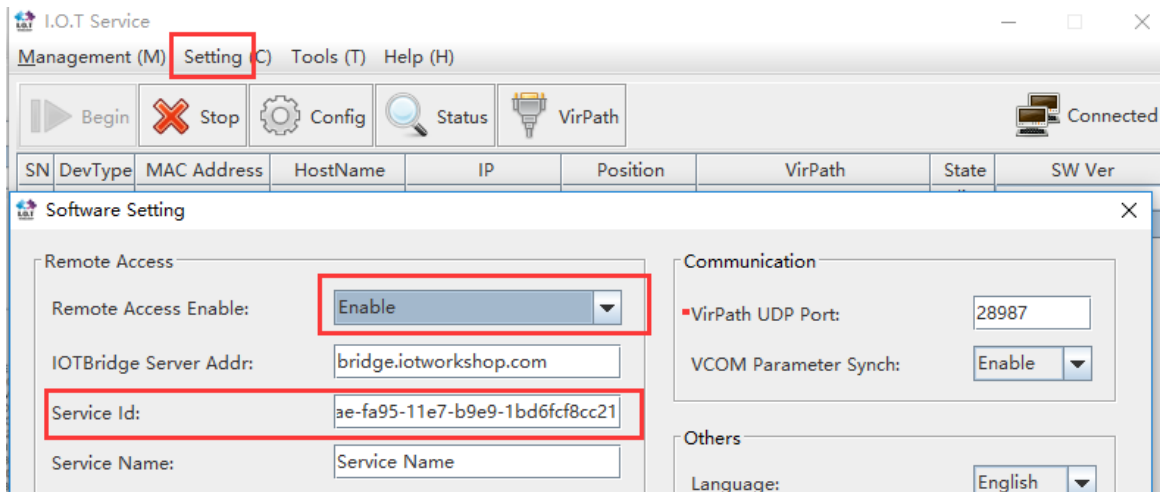 I.O.T Service
Management (M) Setting (C) Tools (T) Help (H)
Begin Stop Config Status VirPath Connected
SN DevType MAC Address HostName IP Position VirPath State SW Ver
Software Setting
Remote Access
Remote Access Enable: Enable
IOTBridge Server Addr: bridge.iotworkshop.com
Service Id: ae-fa95-11e7-b9e9-1bd6fcf8cc21
Service Name: Service Name
Communication
VirPath UDP Port: 28987
VCOM Parameter Synch: Enable
Others
Language: English